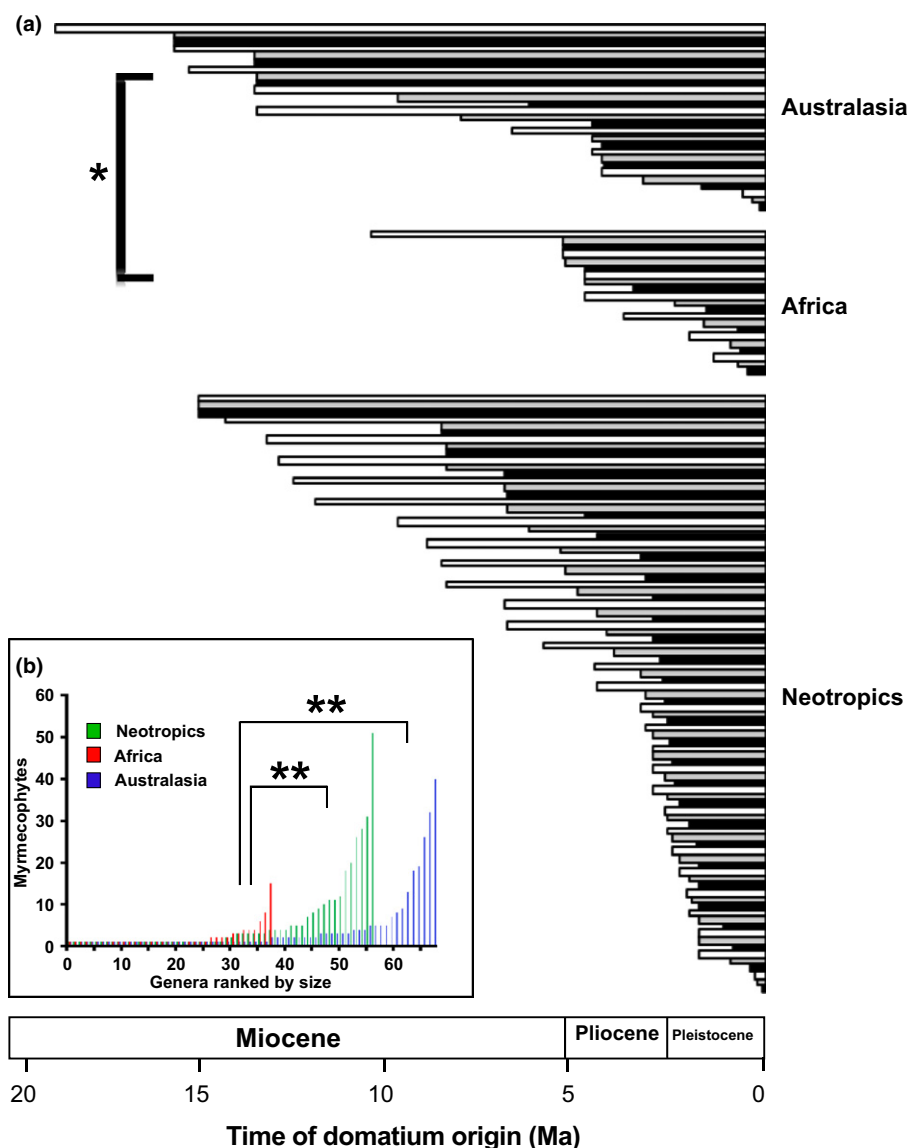 (a)
Australasia
*
Africa
Neotropics
(b)
60
50
40
30
20
10
0
Myrmecophytes
Neotropics
Africa
Australasia
**
**
0 10 20 30 40 50 60
Genera ranked by size
Miocene Pliocene Pleistocene
20 15 10 5 0
Time of domatium origin (Ma)